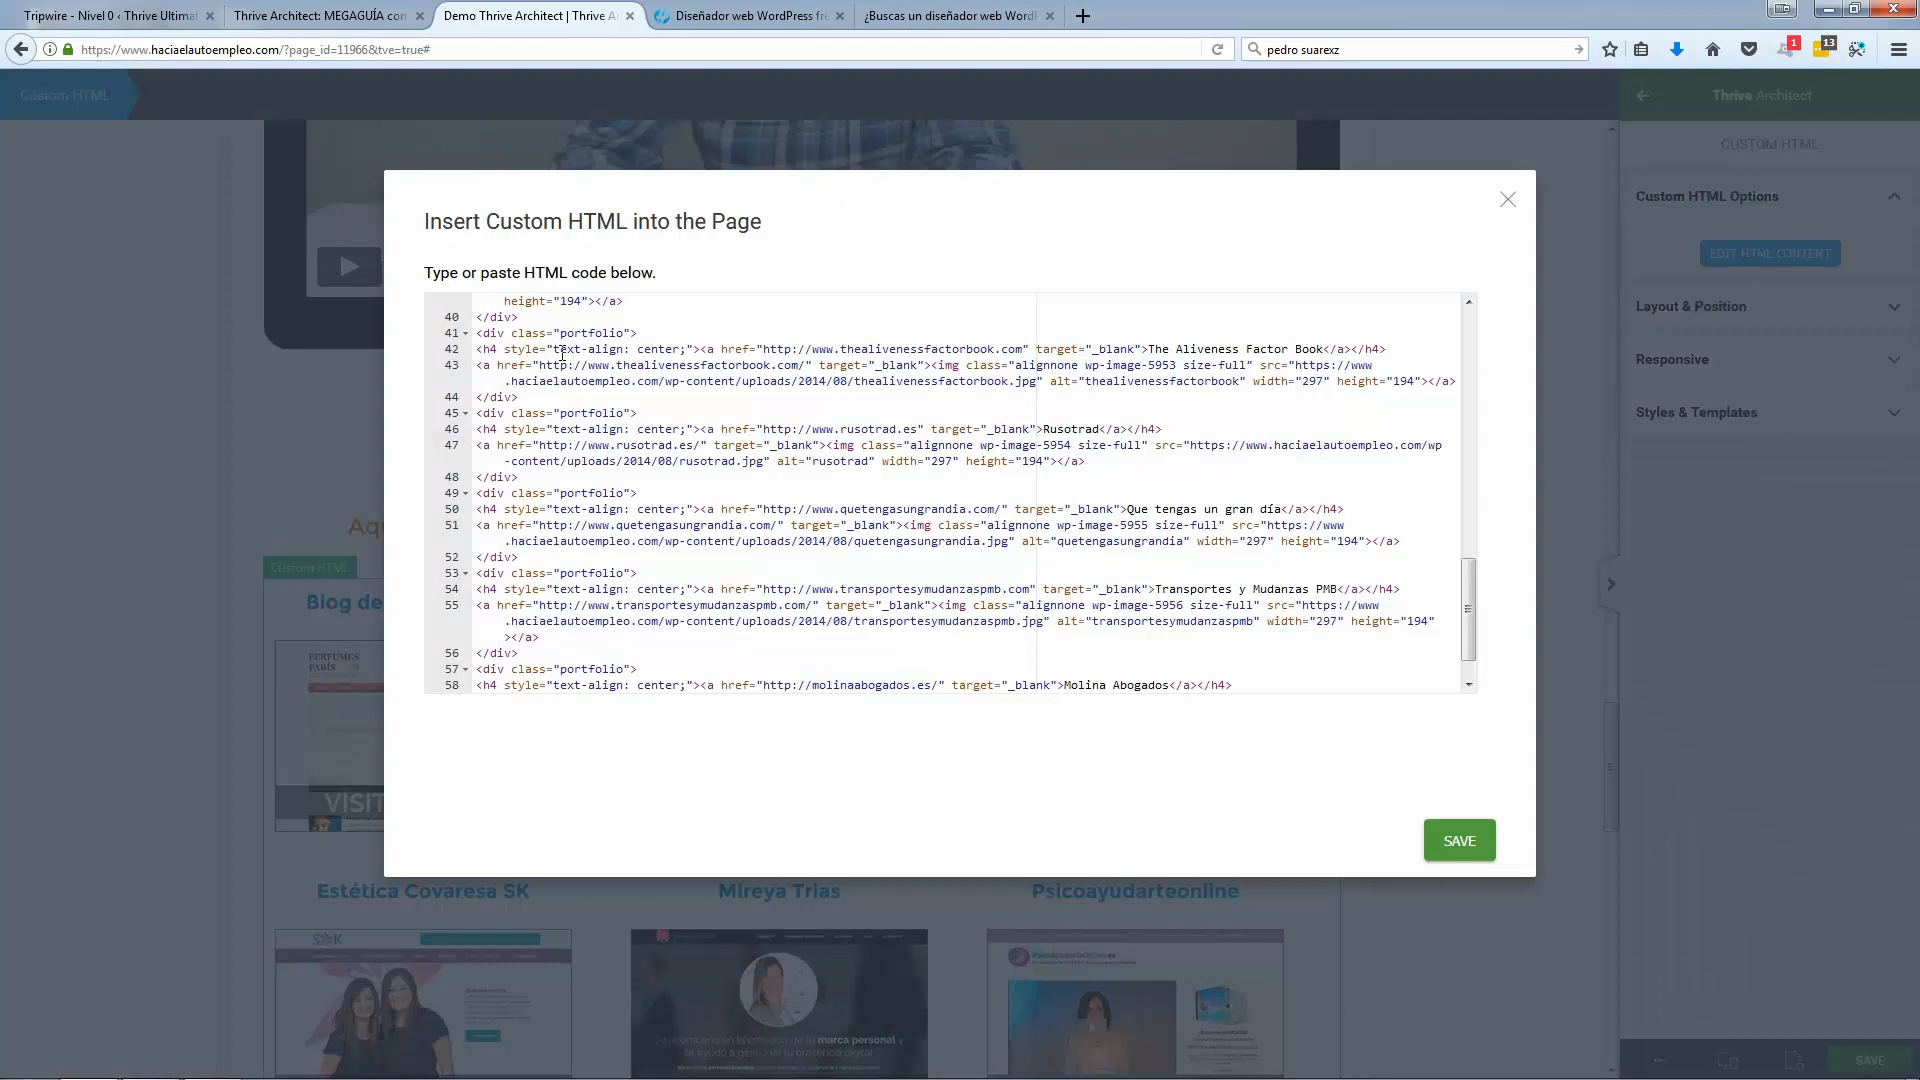 Tripwire - Nivel 0 ‹ Thrive Ultimat
Thrive Architect: MEGAGUÍA con
Demo Thrive Architect | Thrive Ar
Diseñador web WordPress fre
¿Buscas un diseñador web WordP
https://www.haciaelautoempleo.com/?page_id=11966&tve=true#
pedro suarexz
1
13
Custom HTML
Thrive Architect
CUSTOM HTML
Custom HTML Options
EDIT HTML CONTENT
Layout & Position
Responsive
Styles & Templates
Insert Custom HTML into the Page
Type or paste HTML code below.
height="194"></a>
40 </div>
41 <div class="portfolio">
42 <h4 style="text-align: center;"><a href="http://www.thealivenessfactorbook.com" target="_blank">The Aliveness Factor Book</a></h4>
43 <a href="http://www.thealivenessfactorbook.com/" target="_blank"><img class="alignnone wp-image-5953 size-full" src="https://www
.haciaelautoempleo.com/wp-content/uploads/2014/08/thealivenessfactorbook.jpg" alt="thealivenessfactorbook" width="297" height="194"></a>
44 </div>
45 <div class="portfolio">
46 <h4 style="text-align: center;"><a href="http://www.rusotrad.es" target="_blank">Rusotrad</a></h4>
47 <a href="http://www.rusotrad.es/" target="_blank"><img class="alignnone wp-image-5954 size-full" src="https://www.haciaelautoempleo.com/wp
-content/uploads/2014/08/rusotrad.jpg" alt="rusotrad" width="297" height="194"></a>
48 </div>
49 <div class="portfolio">
50 <h4 style="text-align: center;"><a href="http://www.quetengasungrandia.com/" target="_blank">Que tengas un gran día</a></h4>
51 <a href="http://www.quetengasungrandia.com/" target="_blank"><img class="alignnone wp-image-5955 size-full" src="https://www
.haciaelautoempleo.com/wp-content/uploads/2014/08/quetengasungrandia.jpg" alt="quetengasungrandia" width="297" height="194"></a>
52 </div>
53 <div class="portfolio">
54 <h4 style="text-align: center;"><a href="http://www.transportesymudanzaspmb.com" target="_blank">Transportes y Mudanzas PMB</a></h4>
55 <a href="http://www.transportesymudanzaspmb.com/" target="_blank"><img class="alignnone wp-image-5956 size-full" src="https://www
.haciaelautoempleo.com/wp-content/uploads/2014/08/transportesymudanzaspmb.jpg" alt="transportesymudanzaspmb" width="297" height="194"
></a>
56 </div>
57 <div class="portfolio">
58 <h4 style="text-align: center;"><a href="http://molinaabogados.es/" target="_blank">Molina Abogados</a></h4>
SAVE
Aq
Custom HTML
Blog de
PERFUMES
PARÍS
VISIT
Estética Covaresa SK
Mireya Trias
Psicoayudarteonline
SK
marca personal y
SAVE